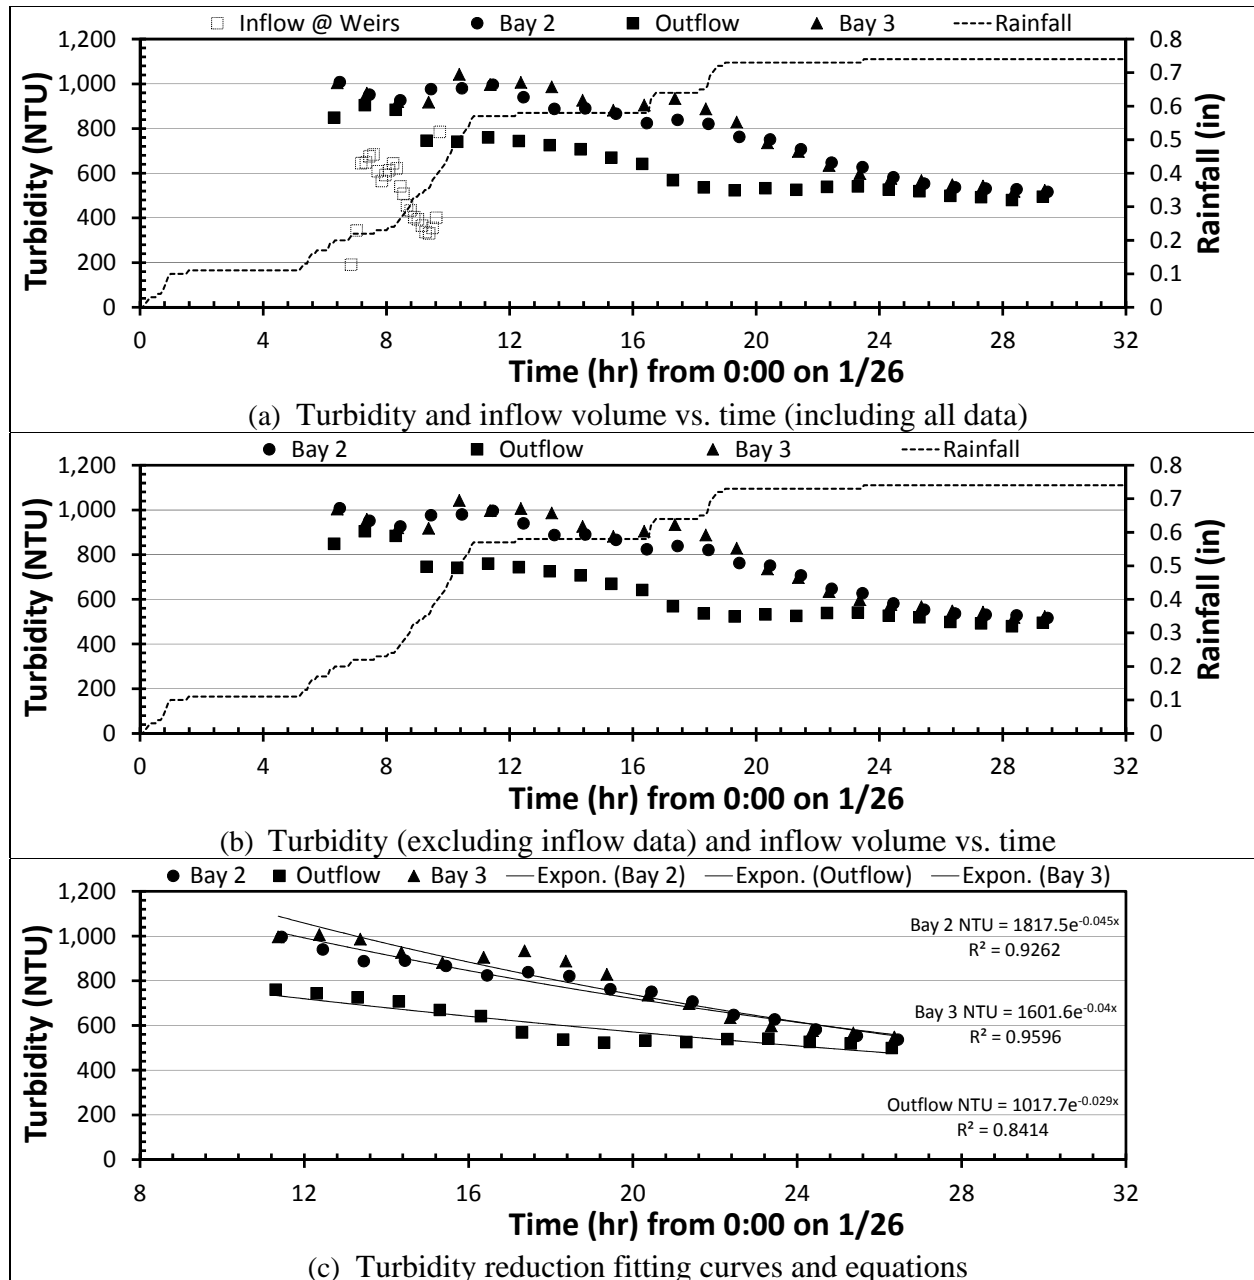 Inflow @ Weirs Bay 2 Outflow Bay 3 Rainfall
1,200
1,000
800
600
400
200
0
Turbidity (NTU)
0.8
0.7
0.6
0.5
0.4
0.3
0.2
0.1
0
Rainfall (in)
0 4 8 12 16 20 24 28 32
Time (hr) from 0:00 on 1/26
(a) Turbidity and inflow volume vs. time (including all data)
Bay 2 Outflow Bay 3 Rainfall
1,200
1,000
800
600
400
200
0
Turbidity (NTU)
0.8
0.7
0.6
0.5
0.4
0.3
0.2
0.1
0
Rainfall (in)
0 4 8 12 16 20 24 28 32
Time (hr) from 0:00 on 1/26
(b) Turbidity (excluding inflow data) and inflow volume vs. time
Bay 2 Outflow Bay 3 Expon. (Bay 2) Expon. (Outflow) Expon. (Bay 3)
1,200
1,000
800
600
400
200
0
Turbidity (NTU)
Bay 2 NTU = 1817.5e^-0.045x
R² = 0.9262
Bay 3 NTU = 1601.6e^-0.04x
R² = 0.9596
Outflow NTU = 1017.7e^-0.029x
R² = 0.8414
8 12 16 20 24 28 32
Time (hr) from 0:00 on 1/26
(c) Turbidity reduction fitting curves and equations